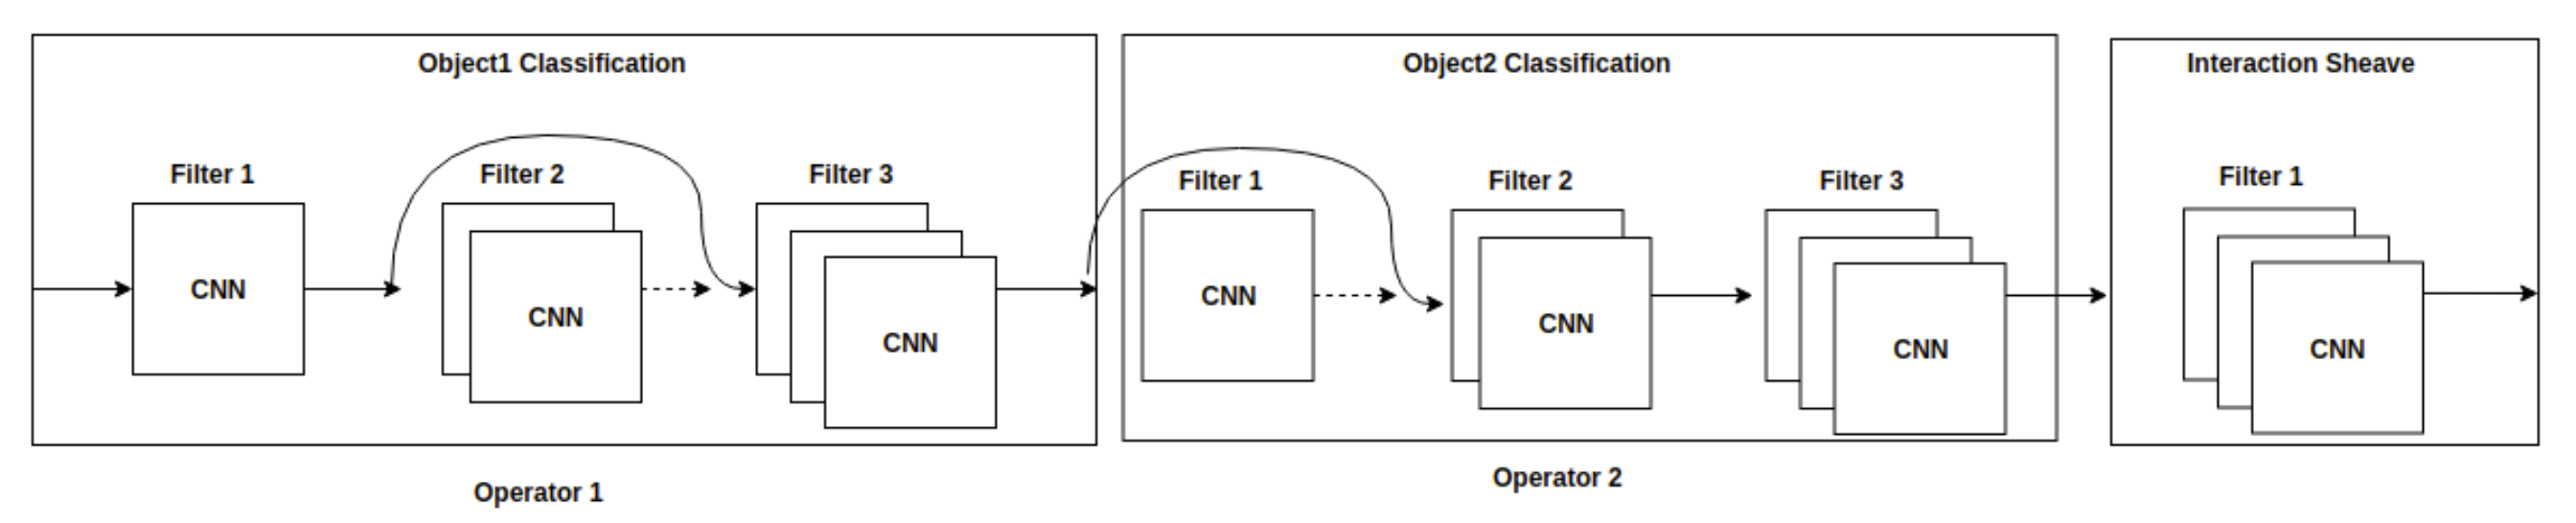 Object1 Classification
Filter 1
Filter 2
Filter 3
CNN
CNN
CNN
Operator 1
Object2 Classification
Filter 1
Filter 2
Filter 3
CNN
CNN
CNN
Operator 2
Interaction Sheave
Filter 1
CNN